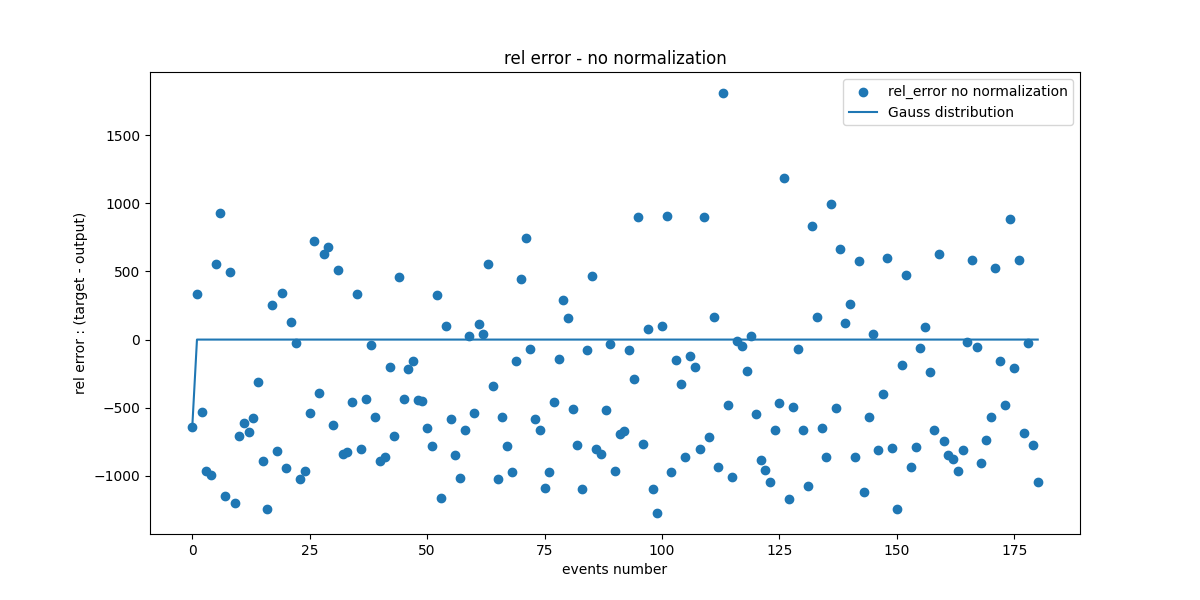 rel error - no normalization
rel_error no normalization
Gauss distribution
rel error : (target - output)
1500
1000
500
0
−500
−1000
0 25 50 75 100 125 150 175
events number